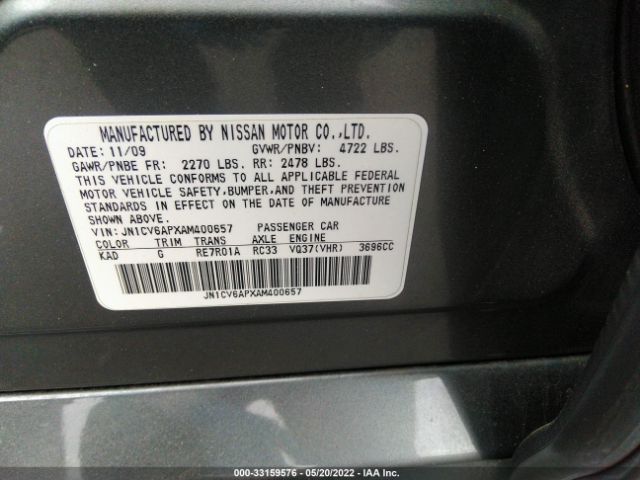 MANUFACTURED BY NISSAN MOTOR CO.,LTD.
DATE: 11/09 GVWR/PNBV: 4722 LBS.
GAWR/PNBE FR: 2270 LBS. RR: 2478 LBS.
THIS VEHICLE CONFORMS TO ALL APPLICABLE FEDERAL
MOTOR VEHICLE SAFETY,BUMPER,AND THEFT PREVENTION
STANDARDS IN EFFECT ON THE DATE OF MANUFACTURE
SHOWN ABOVE.
VIN: JN1CV6APXAM400657 PASSENGER CAR
COLOR TRIM TRANS AXLE ENGINE
KAD G RE7R01A RC33 VQ37(VHR) 3696CC
JN1CV6APXAM400657
000-33159576 - 05/20/2022 - IAA Inc.